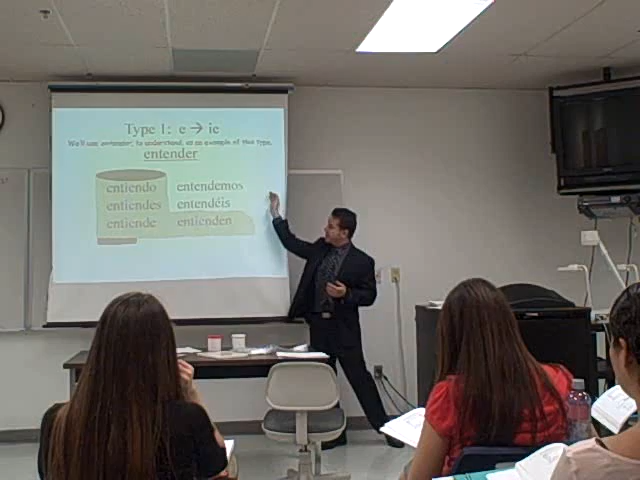 Type 1: e → ie
We'll use entender, to understand, as an example of this type.
entender
entiendo entendemos
entiendes entendéis
entiende entienden